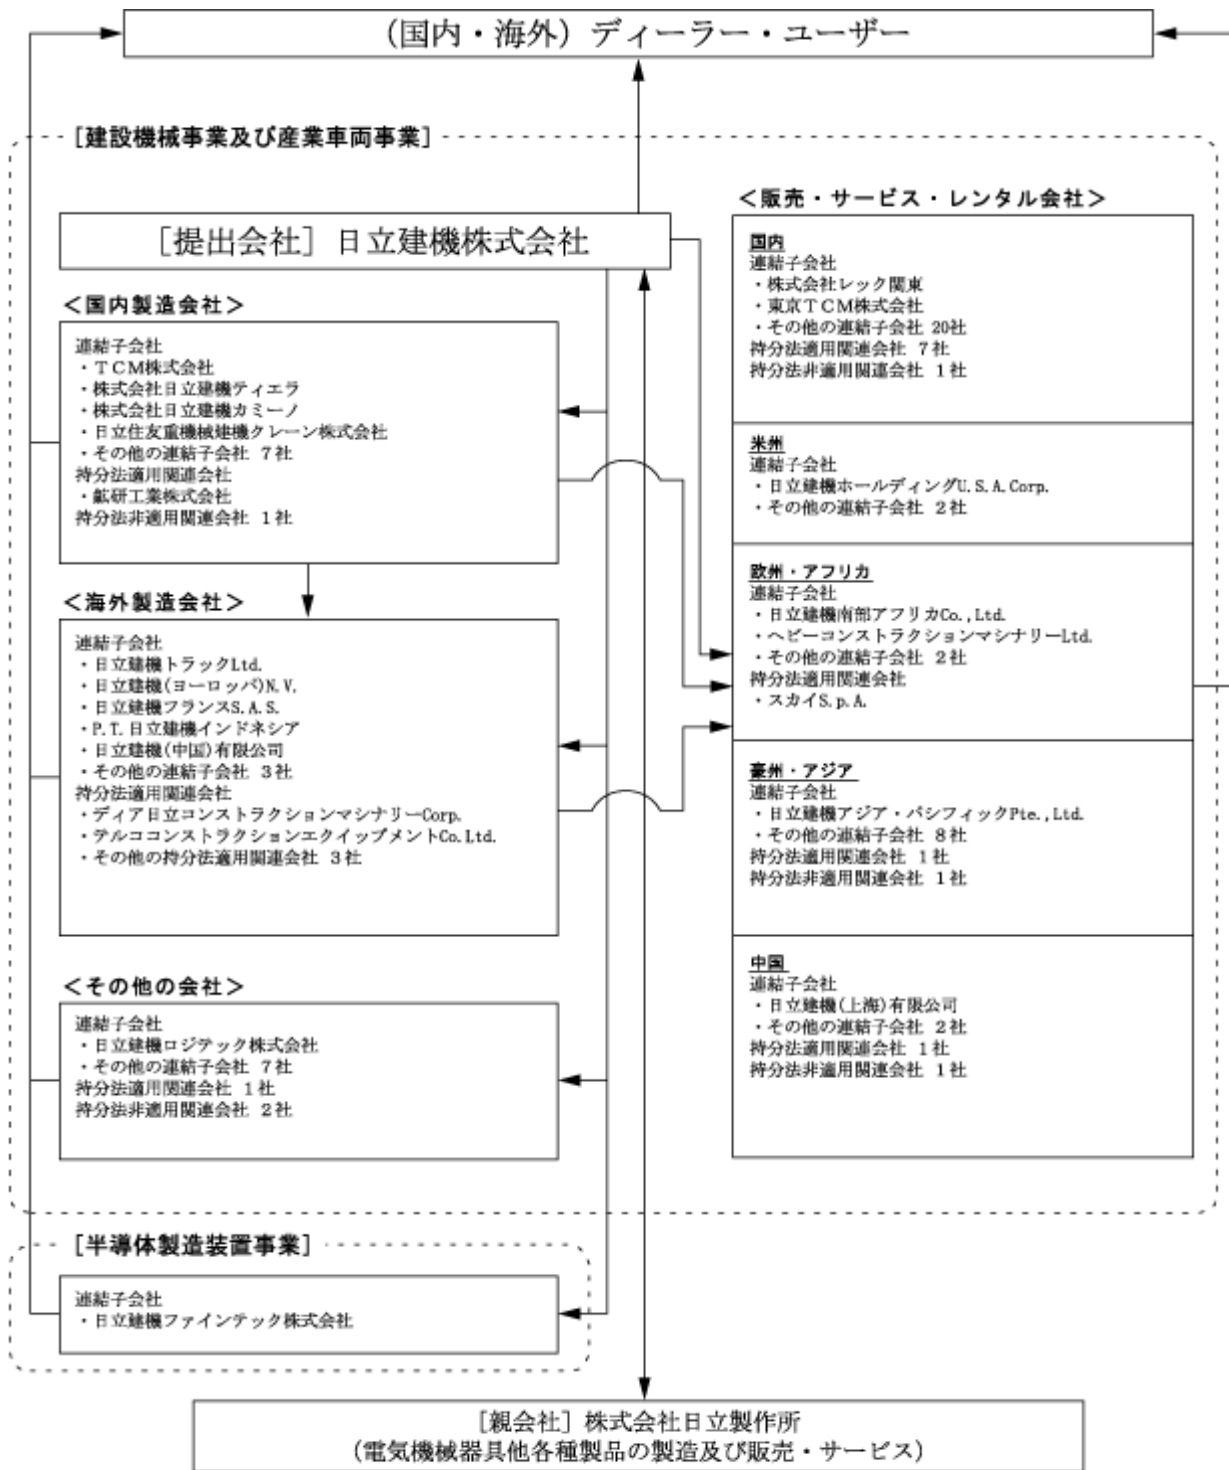 (国内・海外) ディーラー・ユーザー
[建設機械事業及び産業車両事業]
[提出会社] 日立建機株式会社
＜国内製造会社＞
連結子会社
・ＴＣＭ株式会社
・株式会社日立建機ティエラ
・株式会社日立建機カミーノ
・日立住友重機械建機クレーン株式会社
・その他の連結子会社 ７社
持分法適用関連会社
・鉱研工業株式会社
持分法非適用関連会社 １社
＜海外製造会社＞
連結子会社
・日立建機トラックLtd.
・日立建機(ヨーロッパ)N.V.
・日立建機フランスS.A.S.
・P.T.日立建機インドネシア
・日立建機(中国)有限公司
・その他の連結子会社 ３社
持分法適用関連会社
・ディア日立コンストラクションマシナリーCorp.
・テルココンストラクションエクイップメントCo.Ltd.
・その他の持分法適用関連会社 ３社
＜その他の会社＞
連結子会社
・日立建機ロジテック株式会社
・その他の連結子会社 ７社
持分法適用関連会社 １社
持分法非適用関連会社 ２社
＜販売・サービス・レンタル会社＞
国内
連結子会社
・株式会社レック関東
・東京ＴＣＭ株式会社
・その他の連結子会社 20社
持分法適用関連会社 ７社
持分法非適用関連会社 １社
米州
連結子会社
・日立建機ホールディングU.S.A.Corp.
・その他の連結子会社 ２社
欧州・アフリカ
連結子会社
・日立建機南部アフリカCo.,Ltd.
・ヘビーコンストラクションマシナリーLtd.
・その他の連結子会社 ２社
持分法適用関連会社
・スカイS.p.A.
豪州・アジア
連結子会社
・日立建機アジア・パシフィックPte.,Ltd.
・その他の連結子会社 ８社
持分法適用関連会社 １社
持分法非適用関連会社 １社
中国
連結子会社
・日立建機(上海)有限公司
・その他の連結子会社 ２社
持分法適用関連会社 １社
持分法非適用関連会社 １社
[半導体製造装置事業]
連結子会社
・日立建機ファインテック株式会社
[親会社] 株式会社日立製作所
(電気機械器具他各種製品の製造及び販売・サービス)